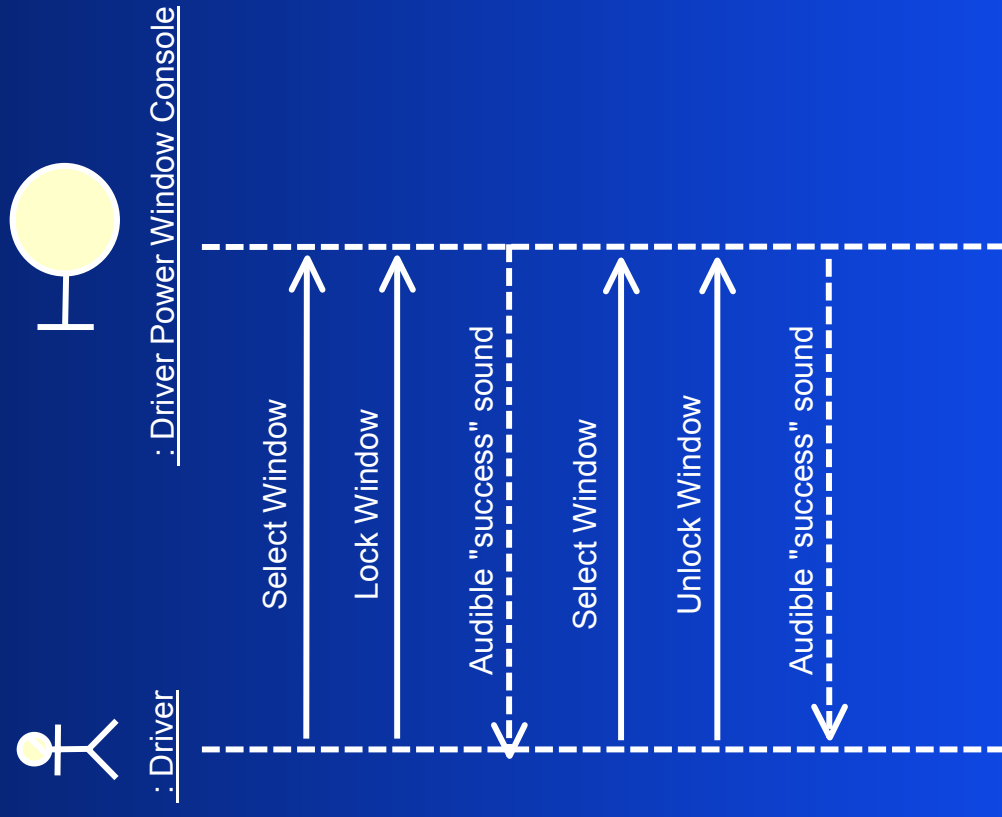 : Driver
: Driver Power Window Console
Select Window
Lock Window
Audible "success" sound
Select Window
Unlock Window
Audible "success" sound